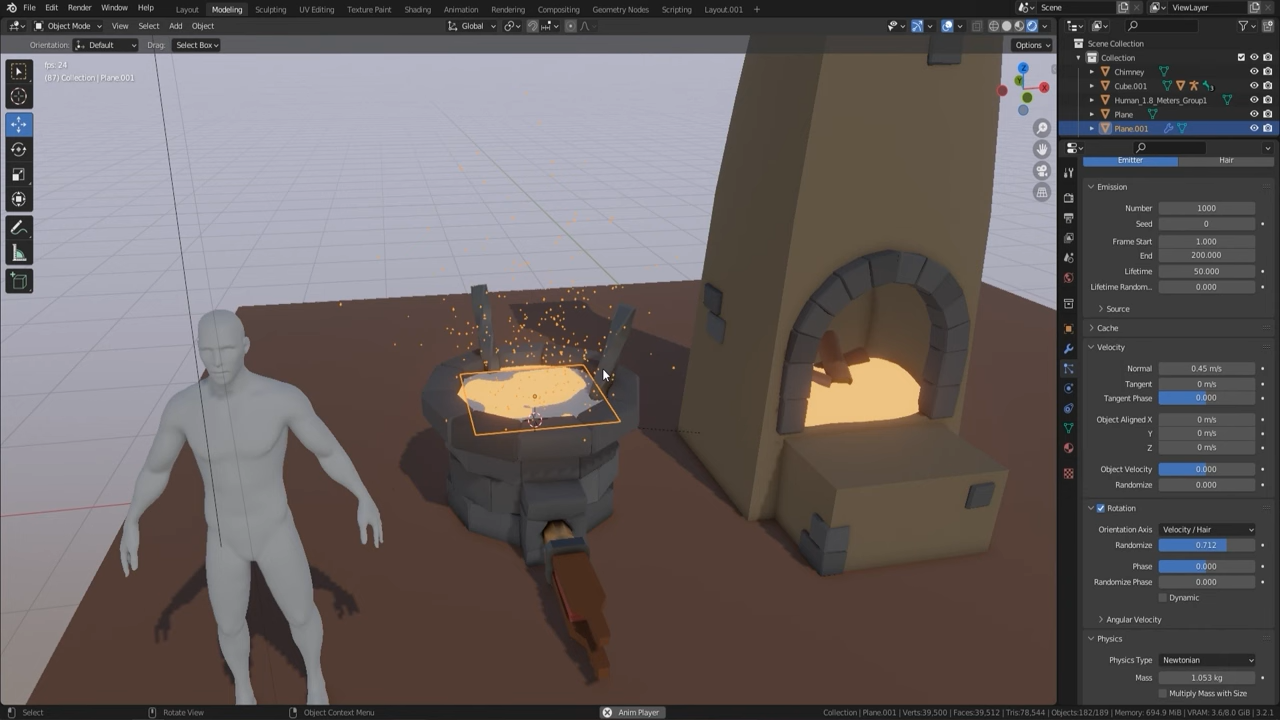 File Edit Render Window Help Layout Modeling Sculpting UV Editing Texture Paint Shading Animation Rendering Compositing Geometry Nodes Scripting Layout.001 + Scene ViewLayer
Object Mode View Select Add Object Global
Orientation: Default Drag: Select Box Options
fps: 24
(87) Collection | Plane.001
Z
Y
X
Scene Collection
Collection
Chimney
Cube.001
Human_1.8_Meters_Group1
Plane
Plane.001
Emitter Hair
Emission
Number 1000
Seed 0
Frame Start 1.000
End 200.000
Lifetime 50.000
Lifetime Random.. 0.000
Source
Cache
Velocity
Normal 0.45 m/s
Tangent 0 m/s
Tangent Phase 0.000
Object Aligned X 0 m/s
Y 0 m/s
Z 0 m/s
Object Velocity 0.000
Randomize 0.000
Rotation
Orientation Axis Velocity / Hair
Randomize 0.712
Phase 0.000
Randomize Phase 0.000
Dynamic
Angular Velocity
Physics
Physics Type Newtonian
Mass 1.053 kg
Multiply Mass with Size
Select Rotate View Object Context Menu Anim Player Collection | Plane.001 | Verts:39,500 | Faces:39,512 | Tris:78,544 | Objects:182/189 | Memory: 694.9 MiB | VRAM: 3.6/8.0 GiB | 3.2.1